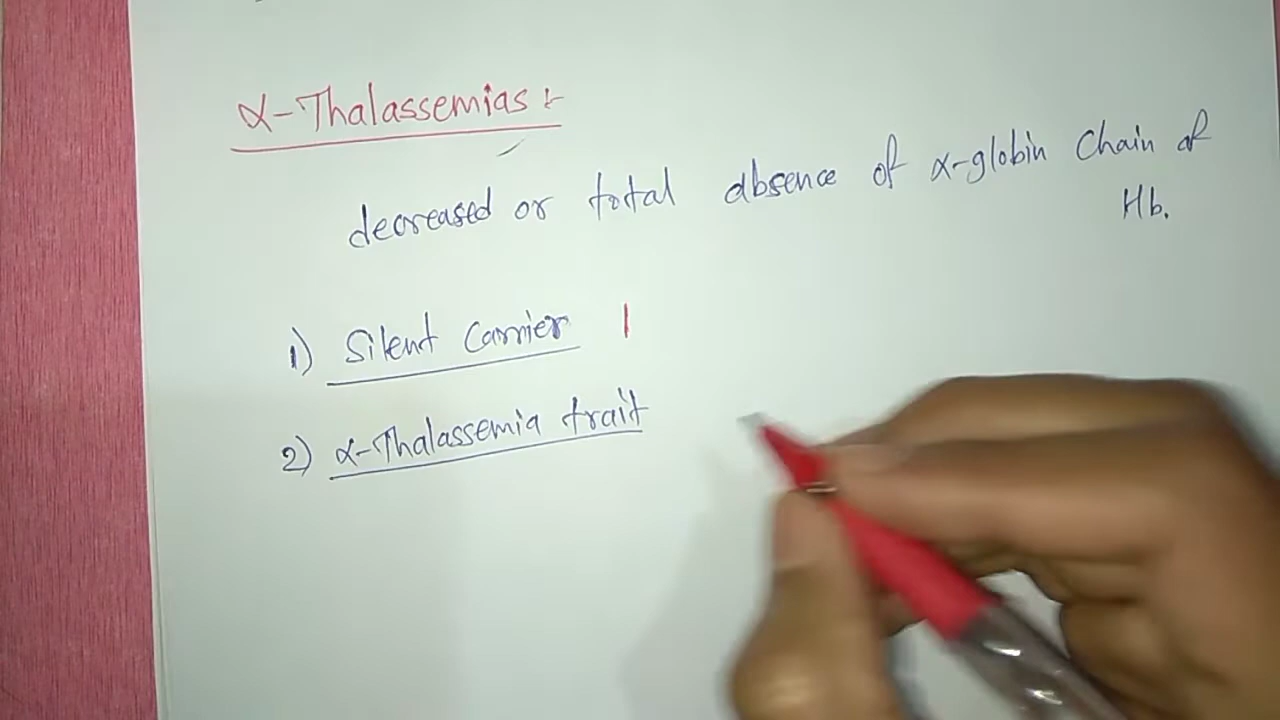 α-Thalassemias :-
decreased or total absence of α-globin Chain of
Hb.
1) Silent Carrier 1
2) α-Thalassemia trait